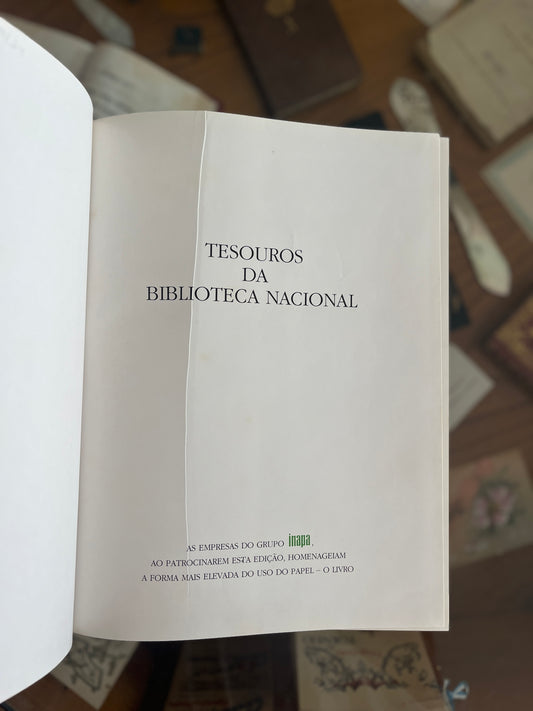 TESOUROS
DA
BIBLIOTECA NACIONAL
AS EMPRESAS DO GRUPO inapa,
AO PATROCINAREM ESTA EDIÇÃO, HOMENAGEIAM
A FORMA MAIS ELEVADA DO USO DO PAPEL – O LIVRO